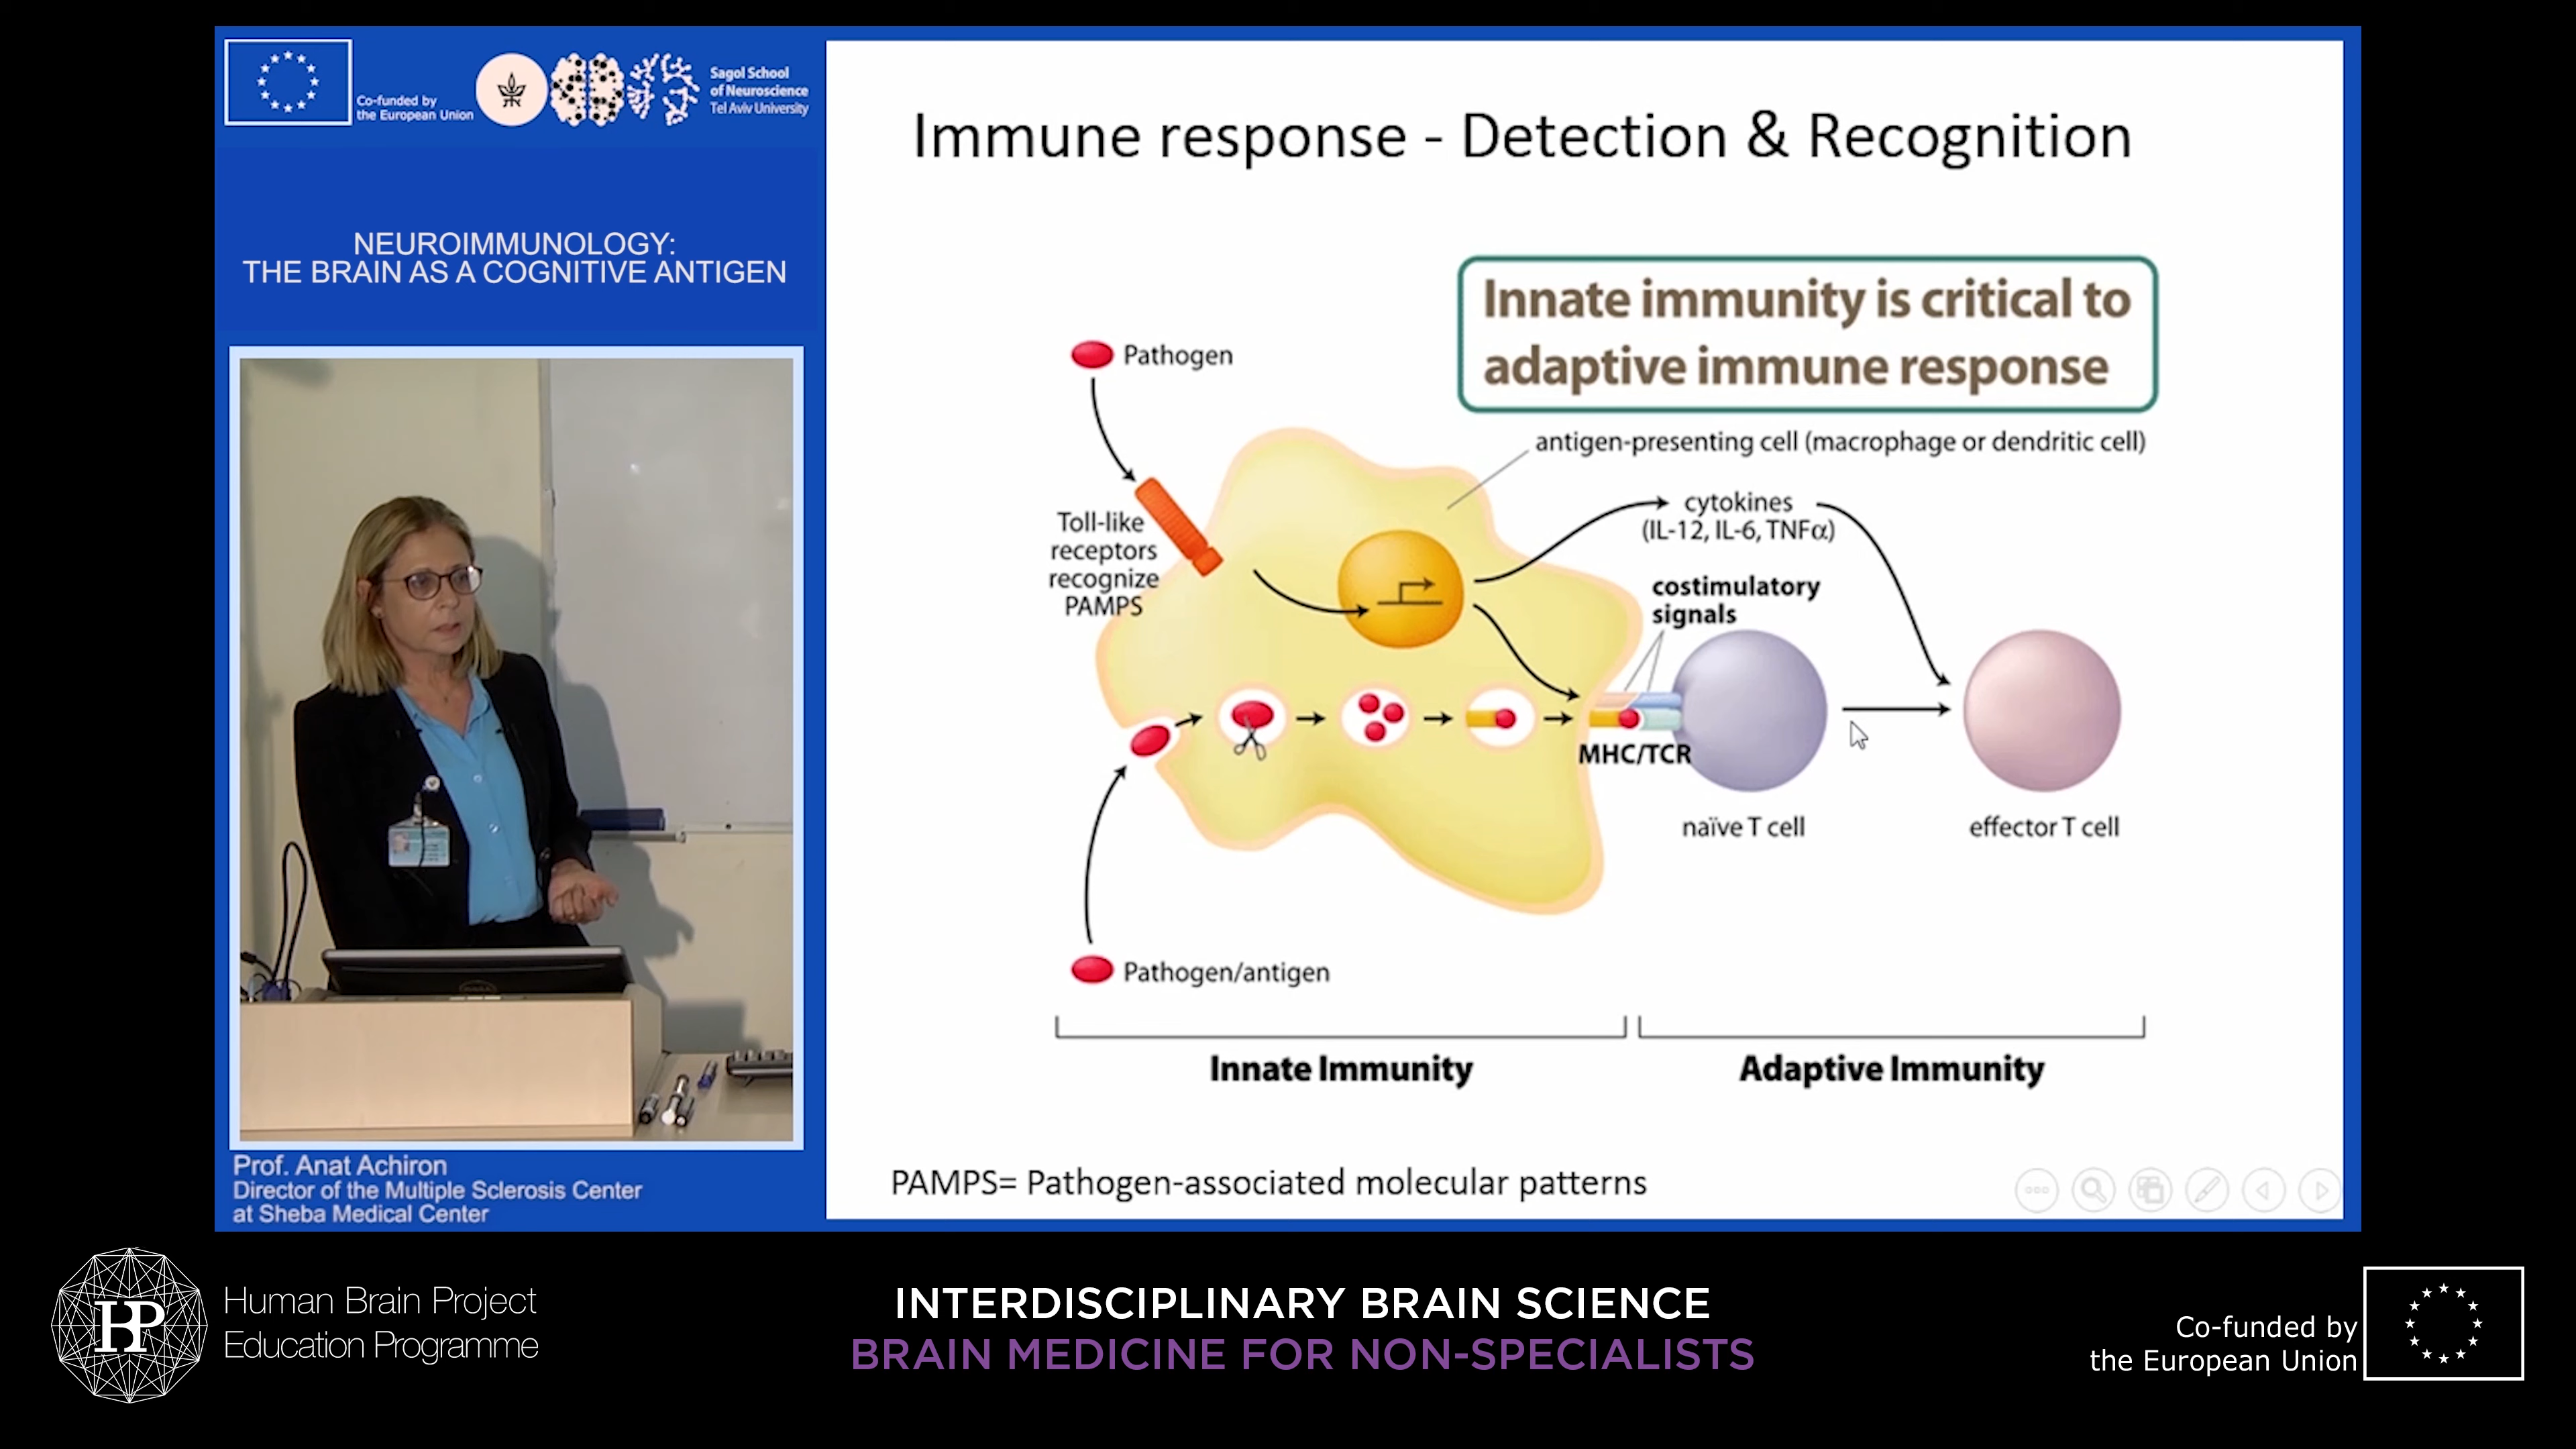 Co-funded by
the European Union
Sagol School
of Neuroscience
Tel Aviv University
NEUROIMMUNOLOGY:
THE BRAIN AS A COGNITIVE ANTIGEN
Prof. Anat Achiron
Director of the Multiple Sclerosis Center
at Sheba Medical Center
Immune response - Detection & Recognition
Innate immunity is critical to
adaptive immune response
Pathogen
antigen-presenting cell (macrophage or dendritic cell)
Toll-like
receptors
recognize
PAMPS
cytokines
(IL-12, IL-6, TNFα)
costimulatory
signals
MHC/TCR
naïve T cell
effector T cell
Pathogen/antigen
Innate Immunity
Adaptive Immunity
PAMPS= Pathogen-associated molecular patterns
HBP
Human Brain Project
Education Programme
INTERDISCIPLINARY BRAIN SCIENCE
BRAIN MEDICINE FOR NON-SPECIALISTS
Co-funded by
the European Union